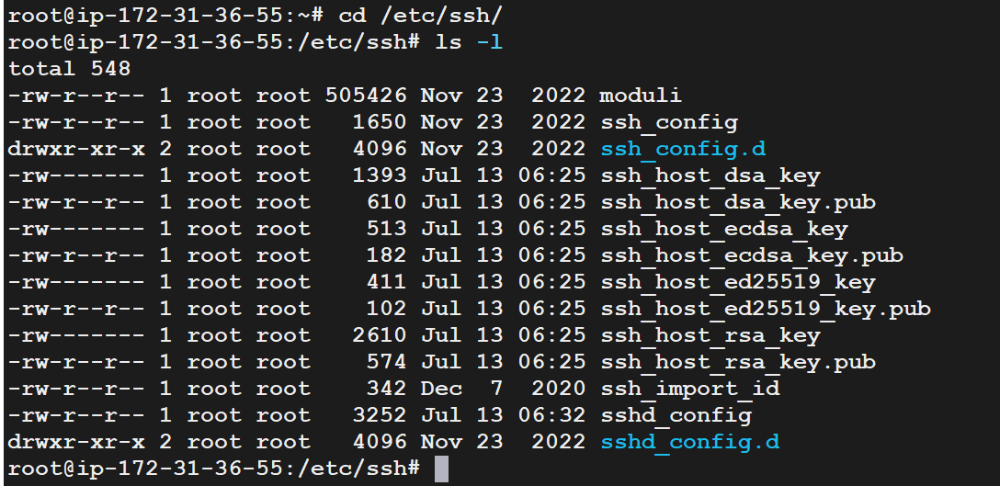 root@ip-172-31-36-55:~# cd /etc/ssh/
root@ip-172-31-36-55:/etc/ssh# ls -l
total 548
-rw-r--r-- 1 root root 505426 Nov 23  2022 moduli
-rw-r--r-- 1 root root   1650 Nov 23  2022 ssh_config
drwxr-xr-x 2 root root   4096 Nov 23  2022 ssh_config.d
-rw------- 1 root root   1393 Jul 13 06:25 ssh_host_dsa_key
-rw-r--r-- 1 root root    610 Jul 13 06:25 ssh_host_dsa_key.pub
-rw------- 1 root root    513 Jul 13 06:25 ssh_host_ecdsa_key
-rw-r--r-- 1 root root    182 Jul 13 06:25 ssh_host_ecdsa_key.pub
-rw------- 1 root root    411 Jul 13 06:25 ssh_host_ed25519_key
-rw-r--r-- 1 root root    102 Jul 13 06:25 ssh_host_ed25519_key.pub
-rw------- 1 root root   2610 Jul 13 06:25 ssh_host_rsa_key
-rw-r--r-- 1 root root    574 Jul 13 06:25 ssh_host_rsa_key.pub
-rw-r--r-- 1 root root    342 Dec  7  2020 ssh_import_id
-rw-r--r-- 1 root root   3252 Jul 13 06:32 sshd_config
drwxr-xr-x 2 root root   4096 Nov 23  2022 sshd_config.d
root@ip-172-31-36-55:/etc/ssh#